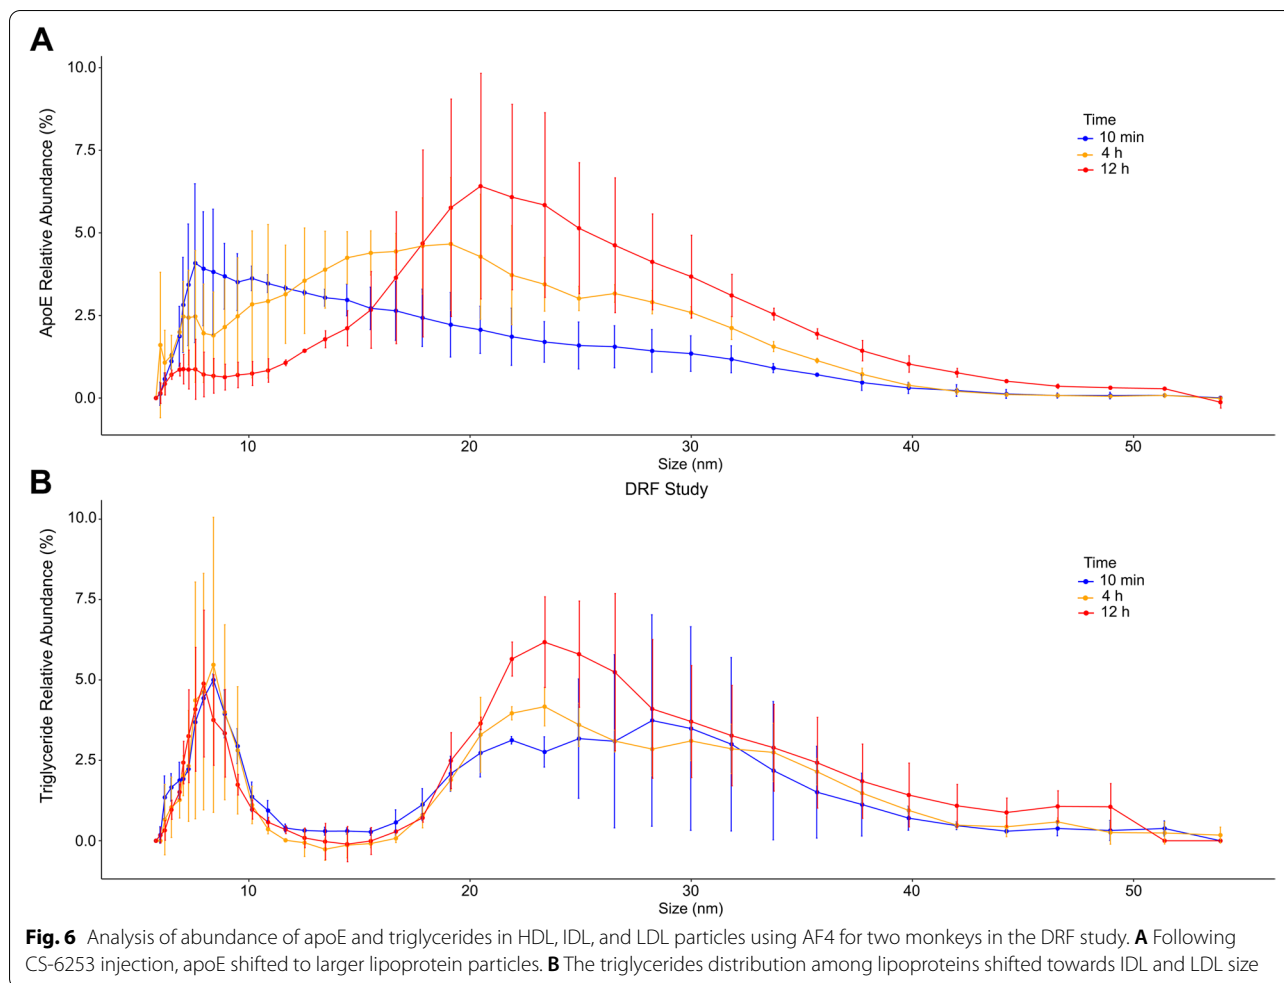 A
ApoE Relative Abundance (%)
10.0
7.5
5.0
2.5
0.0
Time
10 min
4 h
12 h
10 20 30 40 50
Size (nm)
B
DRF Study
Triglyceride Relative Abundance (%)
10.0
7.5
5.0
2.5
0.0
Time
10 min
4 h
12 h
10 20 30 40 50
Size (nm)
Fig. 6 Analysis of abundance of apoE and triglycerides in HDL, IDL, and LDL particles using AF4 for two monkeys in the DRF study. A Following
CS-6253 injection, apoE shifted to larger lipoprotein particles. B The triglycerides distribution among lipoproteins shifted towards IDL and LDL size